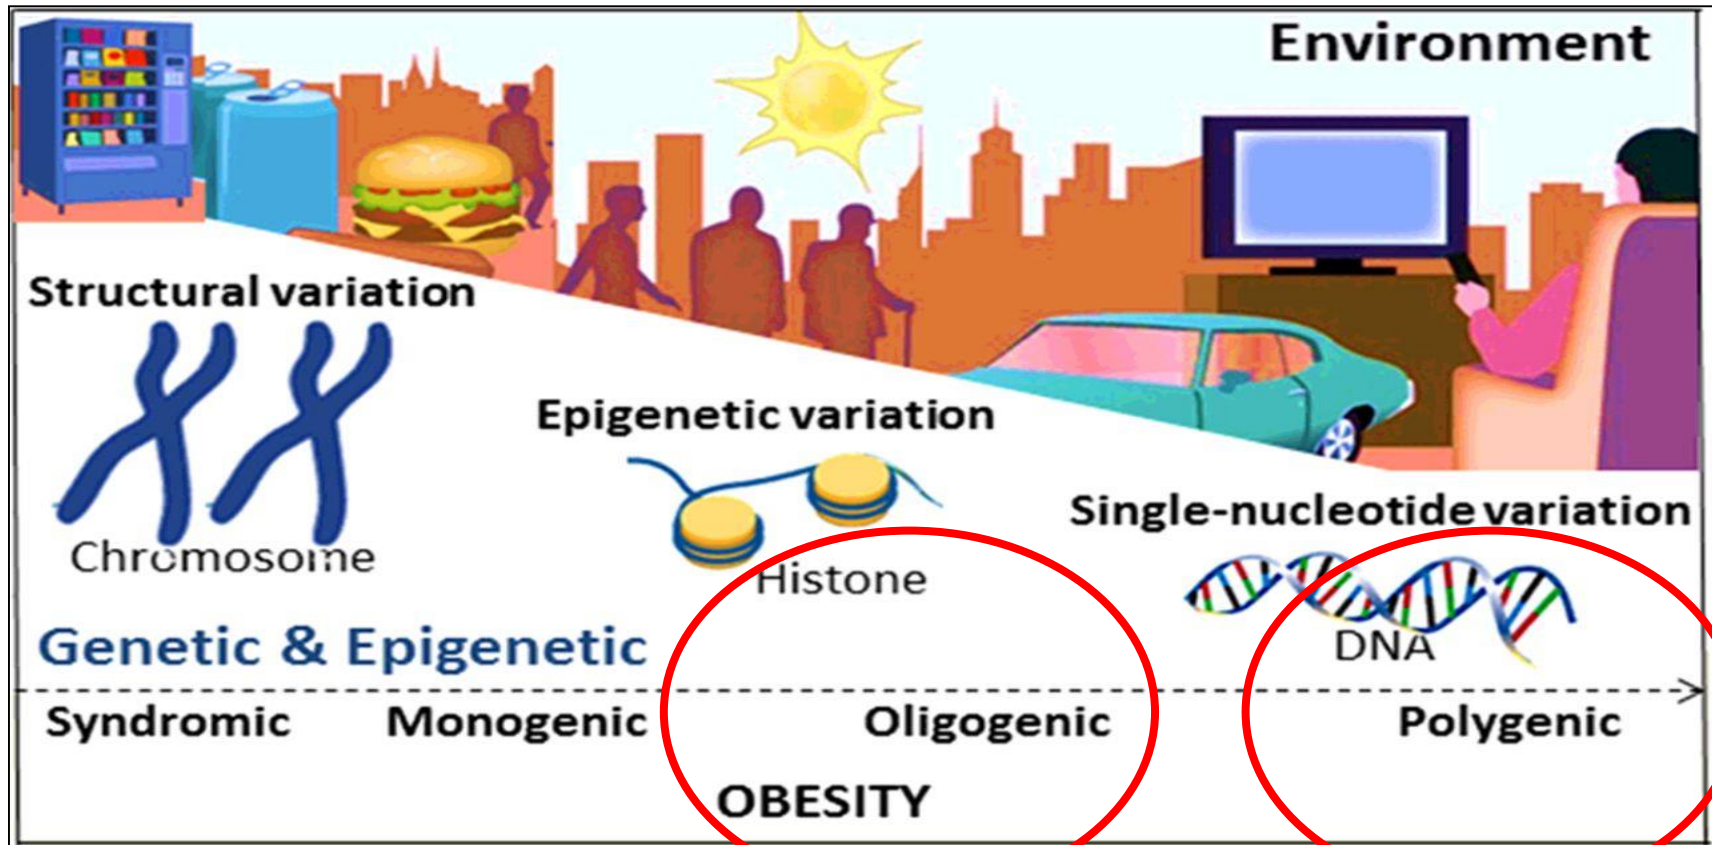 Environment
Structural variation
Chromosome
Epigenetic variation
Histone
Single-nucleotide variation
DNA
Genetic & Epigenetic
Syndromic Monogenic Oligogenic Polygenic
OBESITY